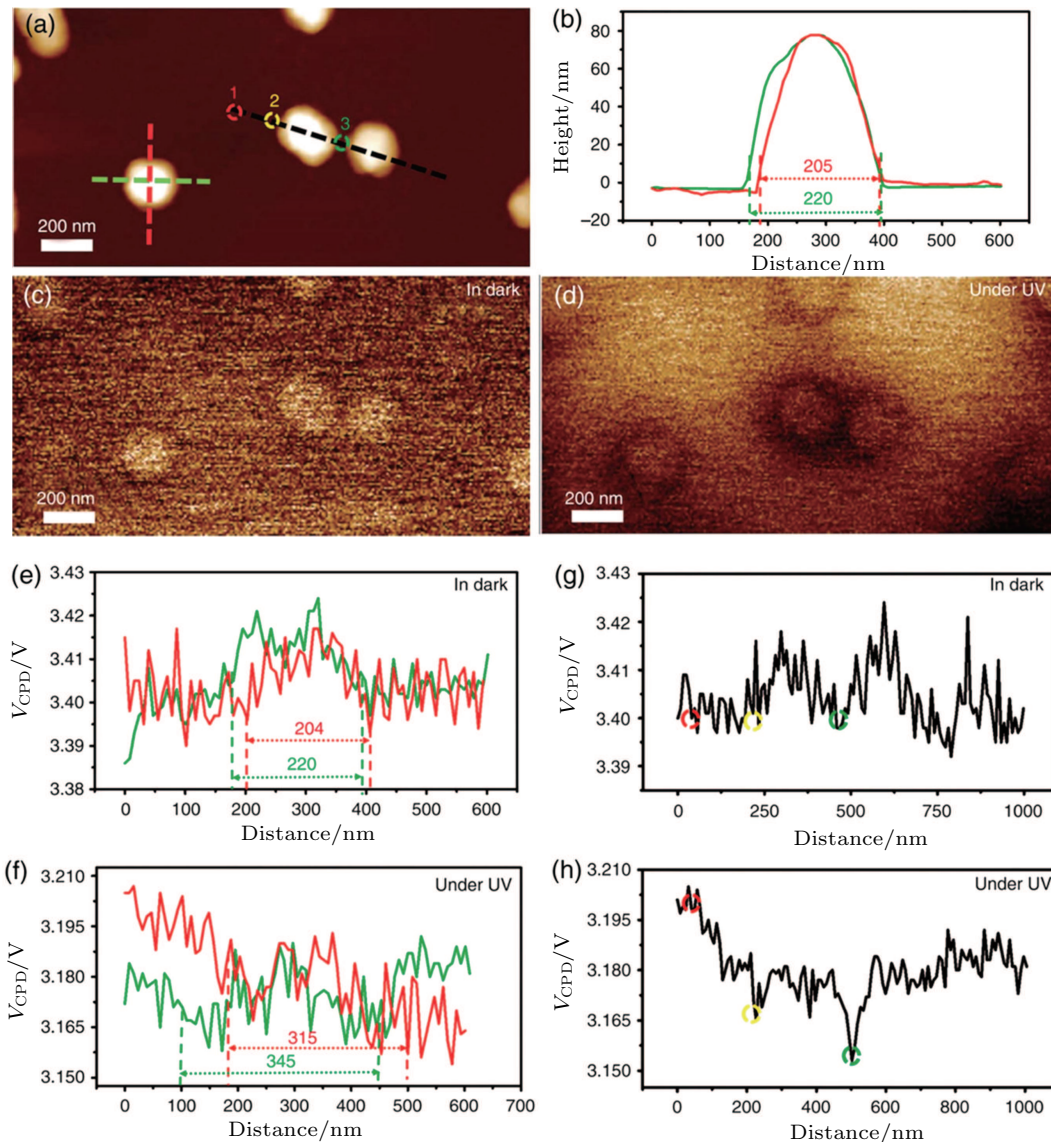 (a)
1
2
3
200 nm
(b)
Height/nm
80
60
40
20
0
−20
205
220
0 100 200 300 400 500 600
Distance/nm
(c)
In dark
200 nm
(d)
Under UV
200 nm
(e)
In dark
VCPD/V
3.43
3.42
3.41
3.40
3.39
3.38
204
220
0 100 200 300 400 500 600
Distance/nm
(g)
In dark
VCPD/V
3.43
3.42
3.41
3.40
3.39
0 250 500 750 1000
Distance/nm
(f)
Under UV
VCPD/V
3.210
3.195
3.180
3.165
3.150
315
345
0 100 200 300 400 500 600 700
Distance/nm
(h)
Under UV
VCPD/V
3.210
3.195
3.180
3.165
3.150
0 200 400 600 800 1000
Distance/nm